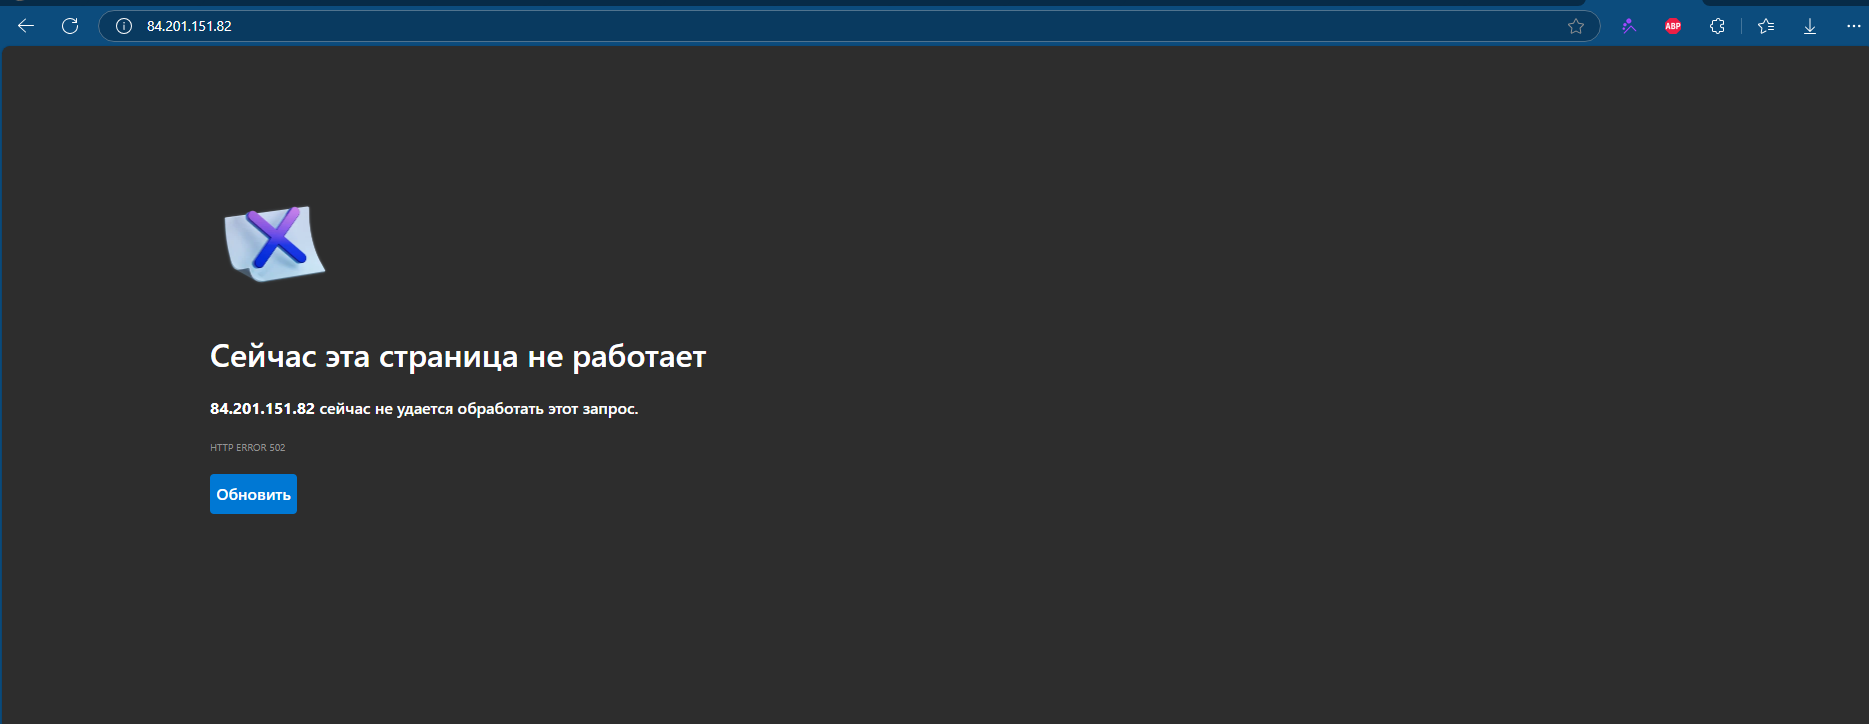 84.201.151.82
ABP
Сейчас эта страница не работает
84.201.151.82 сейчас не удается обработать этот запрос.
HTTP ERROR 502
Обновить